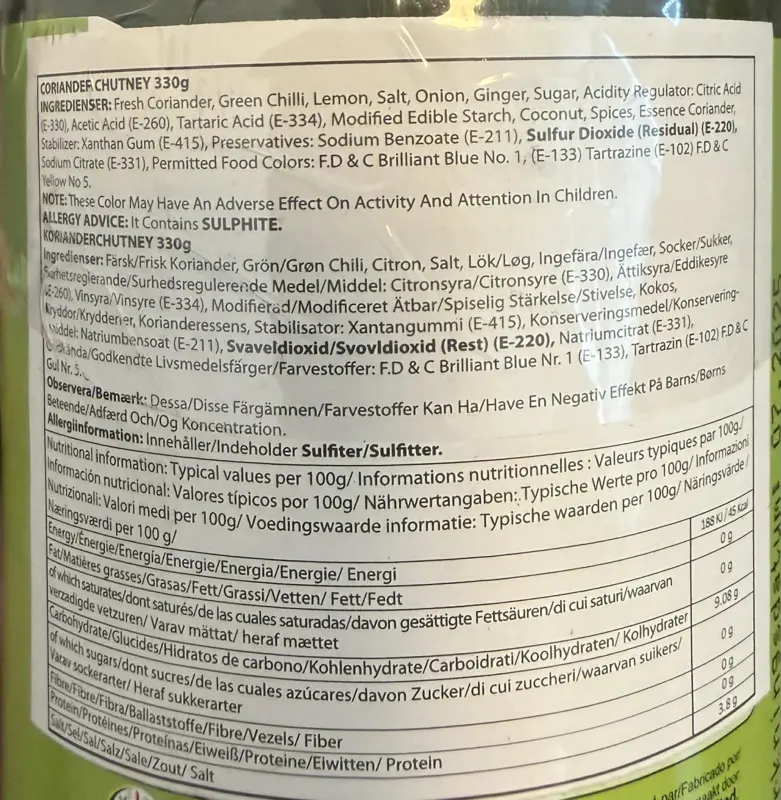 CORIANDER CHUTNEY 330g
INGREDIENSER: Fresh Coriander, Green Chilli, Lemon, Salt, Onion, Ginger, Sugar, Acidity Regulator: Citric Acid
(E-330), Acetic Acid (E-260), Tartaric Acid (E-334), Modified Edible Starch, Coconut, Spices, Essence Coriander,
Stabilizer: Xanthan Gum (E-415), Preservatives: Sodium Benzoate (E-211), Sulfur Dioxide (Residual) (E-220),
Sodium Citrate (E-331), Permitted Food Colors: F.D & C Brilliant Blue No. 1, (E-133) Tartrazine (E-102) F.D & C
Yellow No 5.
NOTE: These Color May Have An Adverse Effect On Activity And Attention In Children.
ALLERGY ADVICE: It Contains SULPHITE.
KORIANDERCHUTNEY 330g
Ingredienser: Färsk/Frisk Koriander, Grön/Grøn Chili, Citron, Salt, Lök/Løg, Ingefära/Ingefær, Socker/Sukker,
Surhetsreglerande/Surhedsregulerende Medel/Middel: Citronsyra/Citronsyre (E-330), Ättiksyra/Eddikesyre
(E-260), Vinsyra/Vinsyre (E-334), Modifierad/Modificeret Ätbar/Spiselig Stärkelse/Stivelse, Kokos,
Kryddor/Kryddener, Korianderessens, Stabilisator: Xantangummi (E-415), Konserveringsmedel/Konservering-
middel: Natriumbensoat (E-211), Svaveldioxid/Svovldioxid (Rest) (E-220), Natriumcitrat (E-331),
Godkända/Godkendte Livsmedelsfärger/Farvestoffer: F.D & C Brilliant Blue Nr. 1 (E-133), Tartrazin (E-102) F.D & C
Gul Nr. 5.
Observera/Bemærk: Dessa/Disse Färgämnen/Farvestoffer Kan Ha/Have En Negativ Effekt På Barns/Børns
Beteende/Adfærd Och/Og Koncentration.
Allergiinformation: Innehåller/Indeholder Sulfiter/Sulfitter.
Nutritional information: Typical values per 100g/ Informations nutritionnelles : Valeurs typiques par 100g./
Información nutricional: Valores típicos por 100g/ Nährwertangaben:.Typische Werte pro 100g/ Informazioni
Nutrizionali: Valori medi per 100g/ Voedingswaarde informatie: Typische waarden per 100g/ Näringsvärde/
Næringsværdi per 100 g/
Energy/Énergie/Energía/Energie/Energia/Energie/ Energi 188 KJ/45 Kcal
Fat/Matières grasses/Grasas/Fett/Grassi/Vetten/ Fett/Fedt 0 g
of which saturates/dont saturés/de las cuales saturadas/davon gesättigte Fettsäuren/di cui saturi/waarvan
verzadigde vetzuren/ Varav mättat/ heraf mættet 0 g
Carbohydrate/Glucides/Hidratos de carbono/Kohlenhydrate/Carboidrati/Koolhydraten/ Kolhydrater 9.08 g
of which sugars/dont sucres/de las cuales azúcares/davon Zucker/di cui zuccheri/waarvan suikers/
Varav sockerarter/ Heraf sukkerarter 0 g
Fibre/Fibre/Fibra/Ballaststoffe/Fibre/Vezels/ Fiber 0 g
Protein/Protéines/Proteínas/Eiweiß/Proteine/Eiwitten/ Protein 0 g
Salt/Sel/Sal/Salz/Sale/Zout/ Salt 3.8 g
par/Fabricado por
door